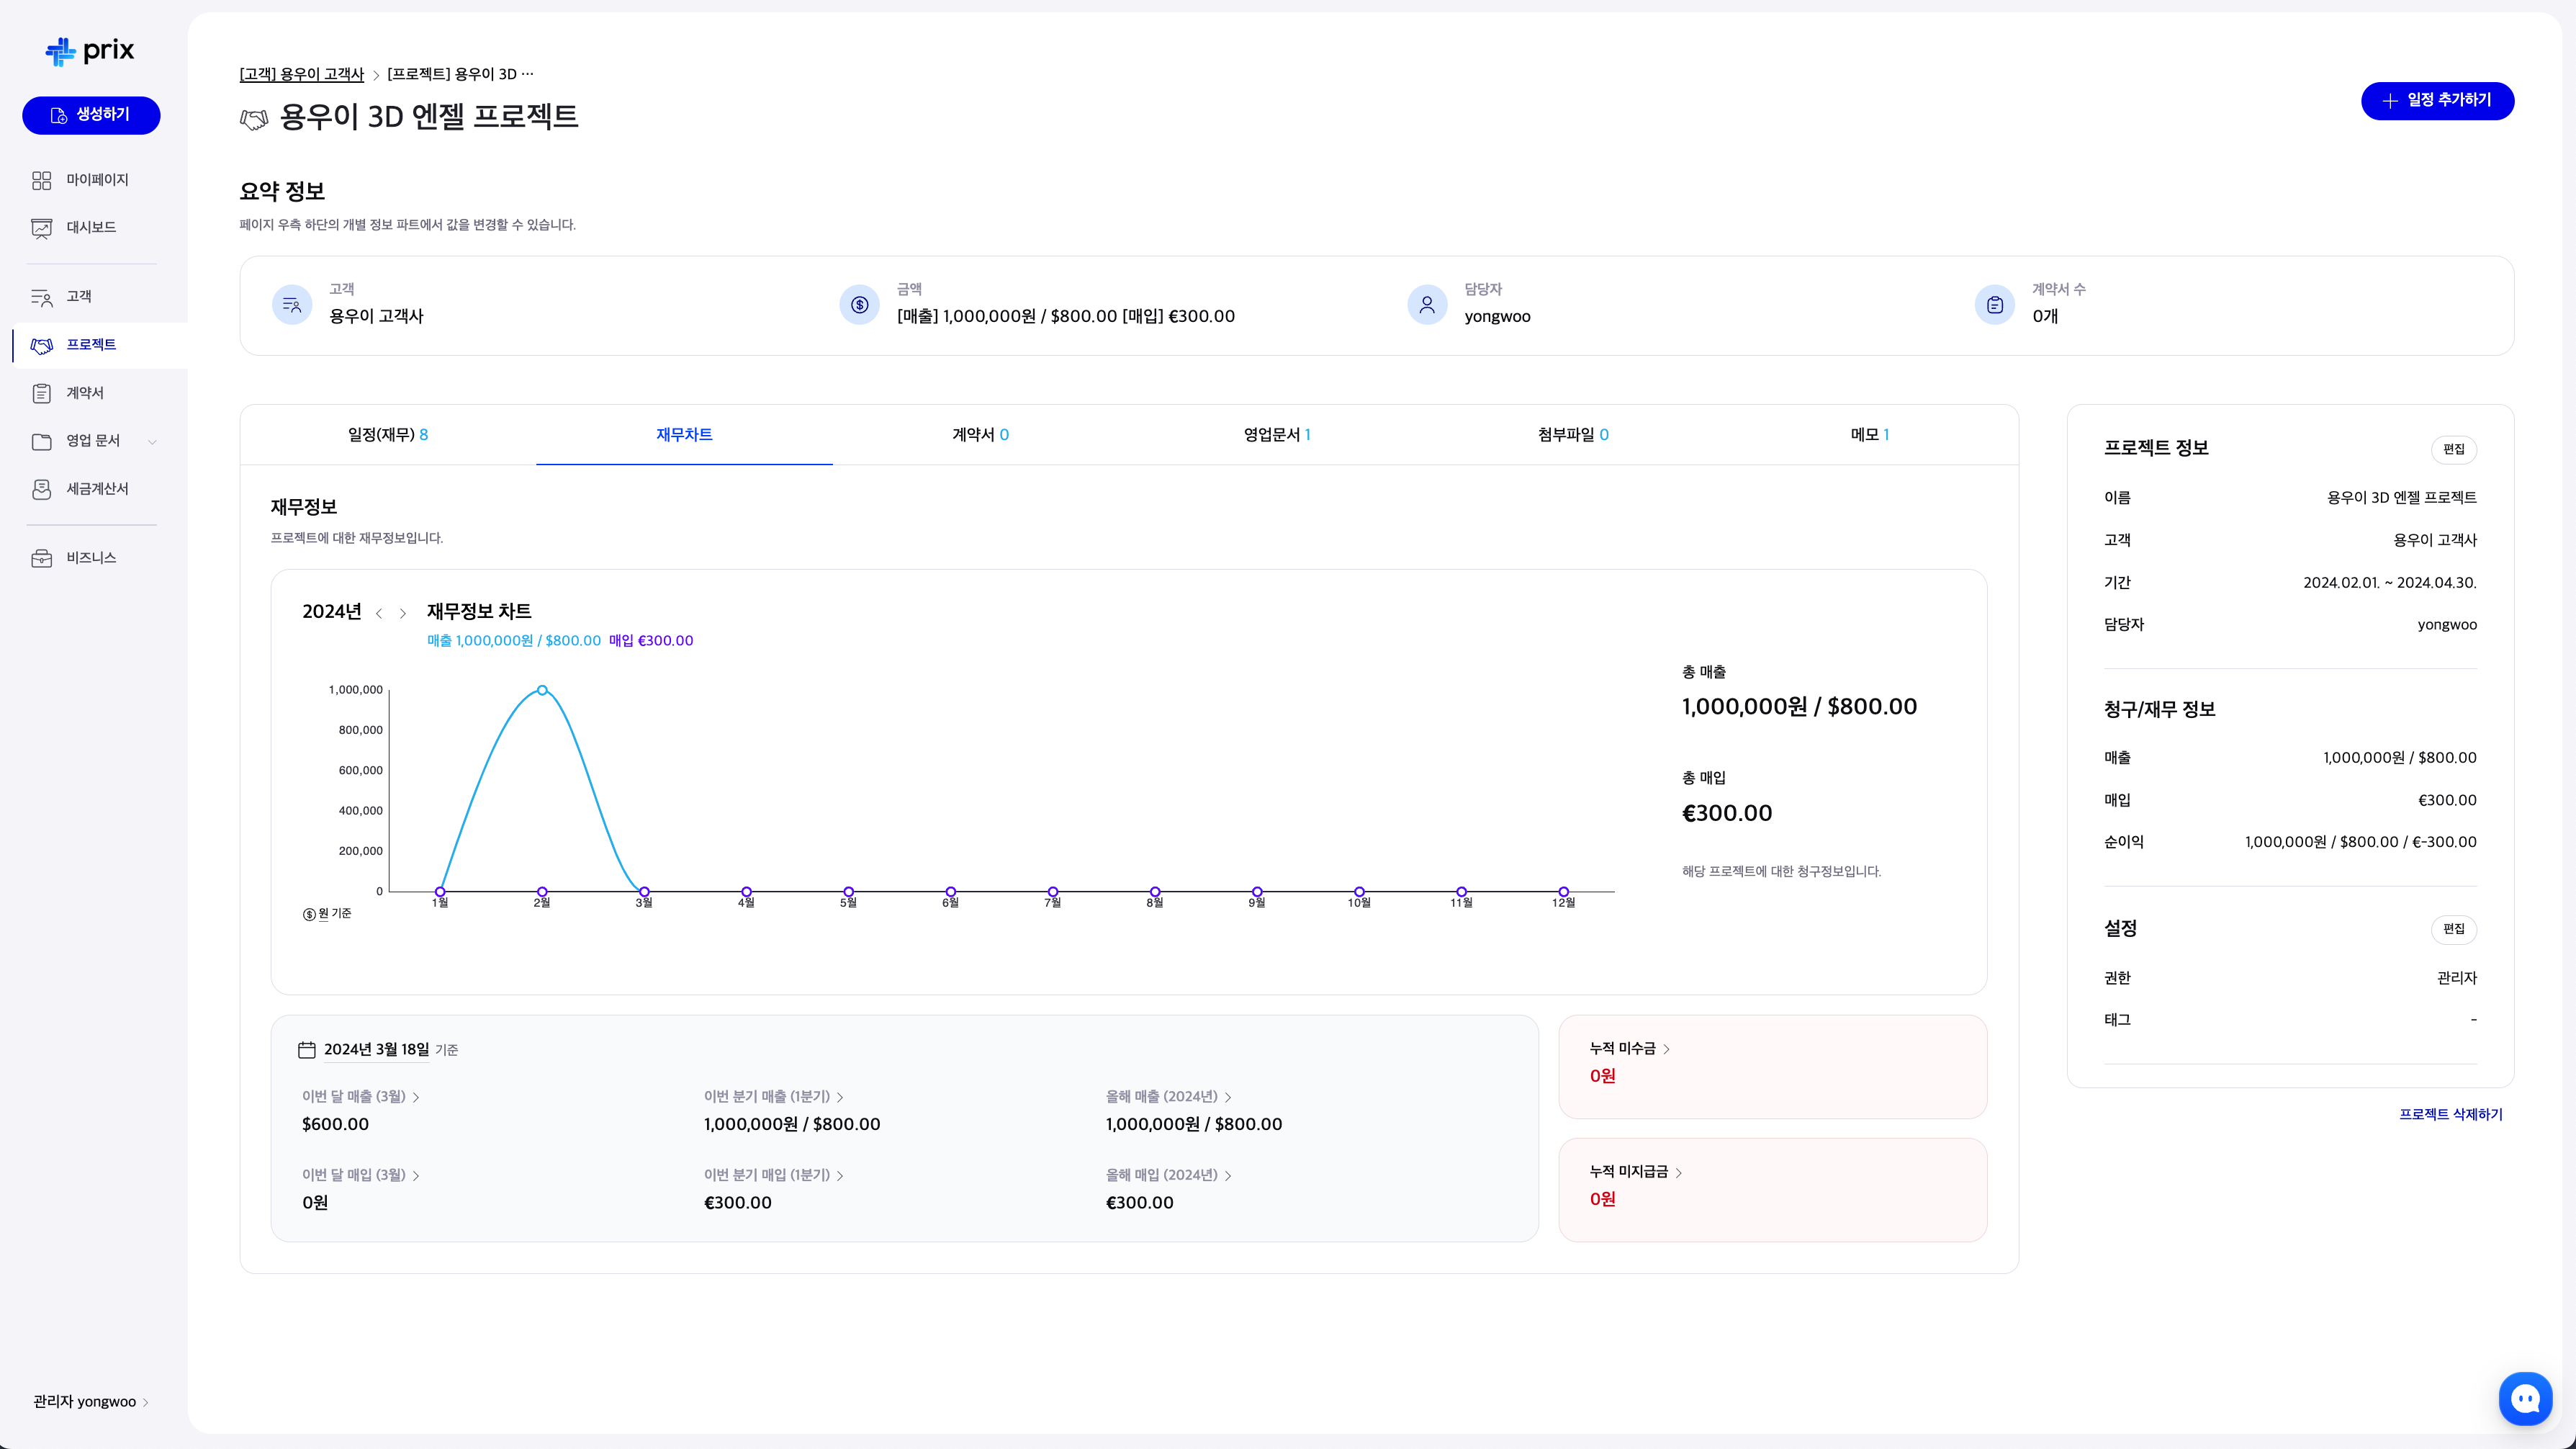 prix
생성하기
마이페이지
대시보드
고객
프로젝트
계약서
영업 문서
세금계산서
비즈니스
관리자 yongwoo
[고객] 용우이 고객사 > [프로젝트] 용우이 3D ···
용우이 3D 엔젤 프로젝트
일정 추가하기
요약 정보
페이지 우측 하단의 개별 정보 파트에서 값을 변경할 수 있습니다.
고객
용우이 고객사
금액
[매출] 1,000,000원 / $800.00 [매입] €300.00
담당자
yongwoo
계약서 수
0개
일정(재무) 8
재무차트
계약서 0
영업문서 1
첨부파일 0
메모 1
재무정보
프로젝트에 대한 재무정보입니다.
2024년 < > 재무정보 차트
매출 1,000,000원 / $800.00 매입 €300.00
1,000,000
800,000
600,000
400,000
200,000
0
1월 2월 3월 4월 5월 6월 7월 8월 9월 10월 11월 12월
원 기준
총 매출
1,000,000원 / $800.00
총 매입
€300.00
해당 프로젝트에 대한 청구정보입니다.
2024년 3월 18일 기준
이번 달 매출 (3월) >
$600.00
이번 분기 매출 (1분기) >
1,000,000원 / $800.00
올해 매출 (2024년) >
1,000,000원 / $800.00
이번 달 매입 (3월) >
0원
이번 분기 매입 (1분기) >
€300.00
올해 매입 (2024년) >
€300.00
누적 미수금 >
0원
누적 미지급금 >
0원
프로젝트 정보
편집
이름 용우이 3D 엔젤 프로젝트
고객 용우이 고객사
기간 2024.02.01. ~ 2024.04.30.
담당자 yongwoo
청구/재무 정보
매출 1,000,000원 / $800.00
매입 €300.00
순이익 1,000,000원 / $800.00 / €-300.00
설정
편집
권한 관리자
태그 -
프로젝트 삭제하기